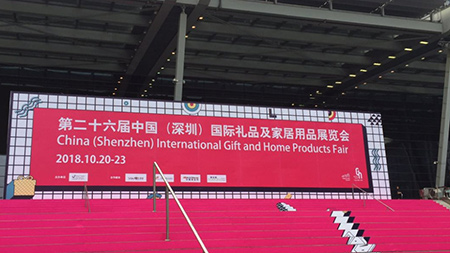 第二十六届中国（深圳）国际礼品及家居用品展览会
China (Shenzhen) International Gift and Home Products Fair
2018.10.20-23